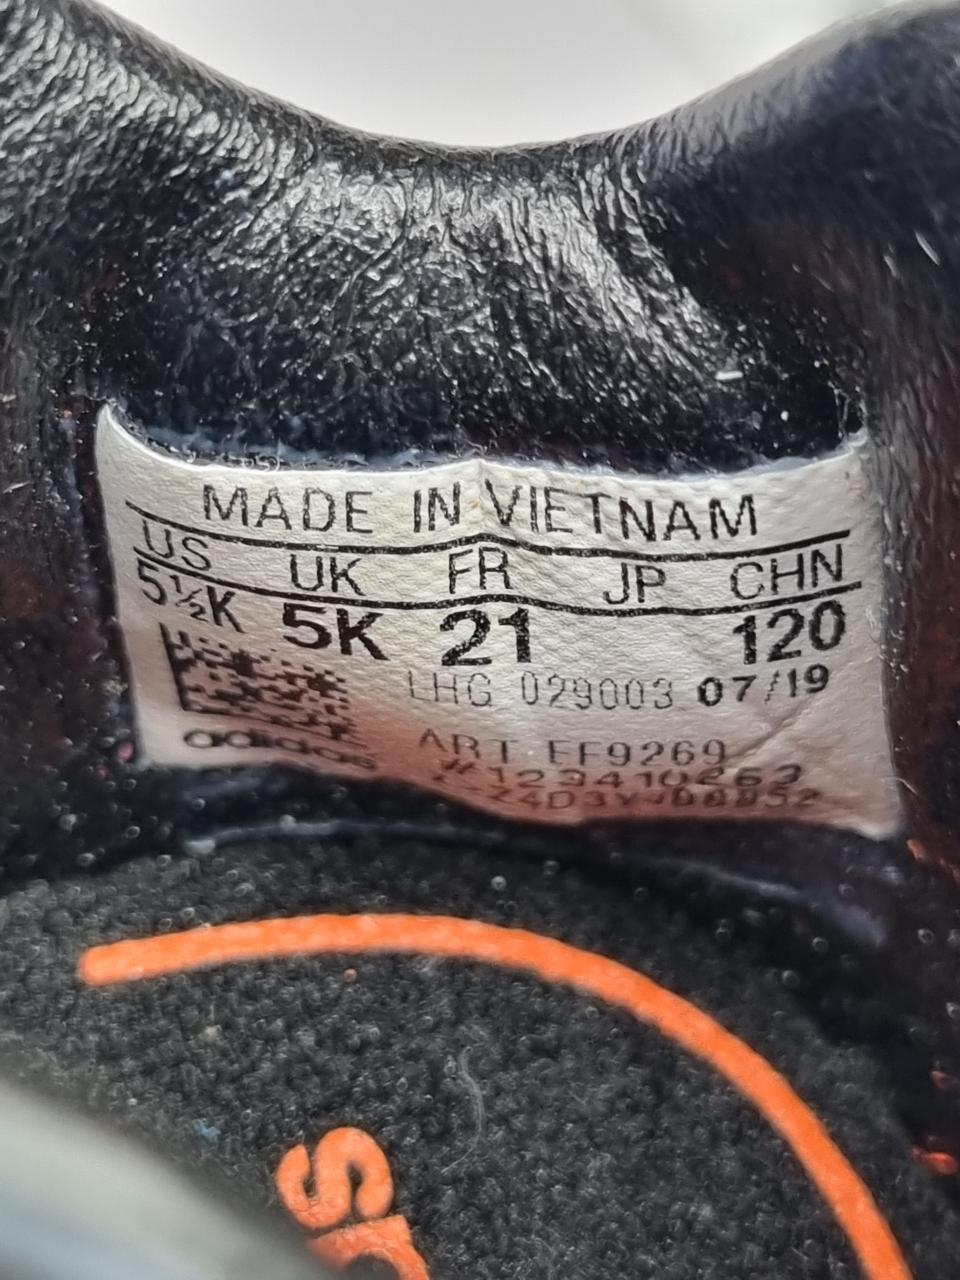 MADE IN VIETNAM
US UK FR JP CHN
5½K 5K 21 120
LHG 029003 07/19
adidas
ART EF9269